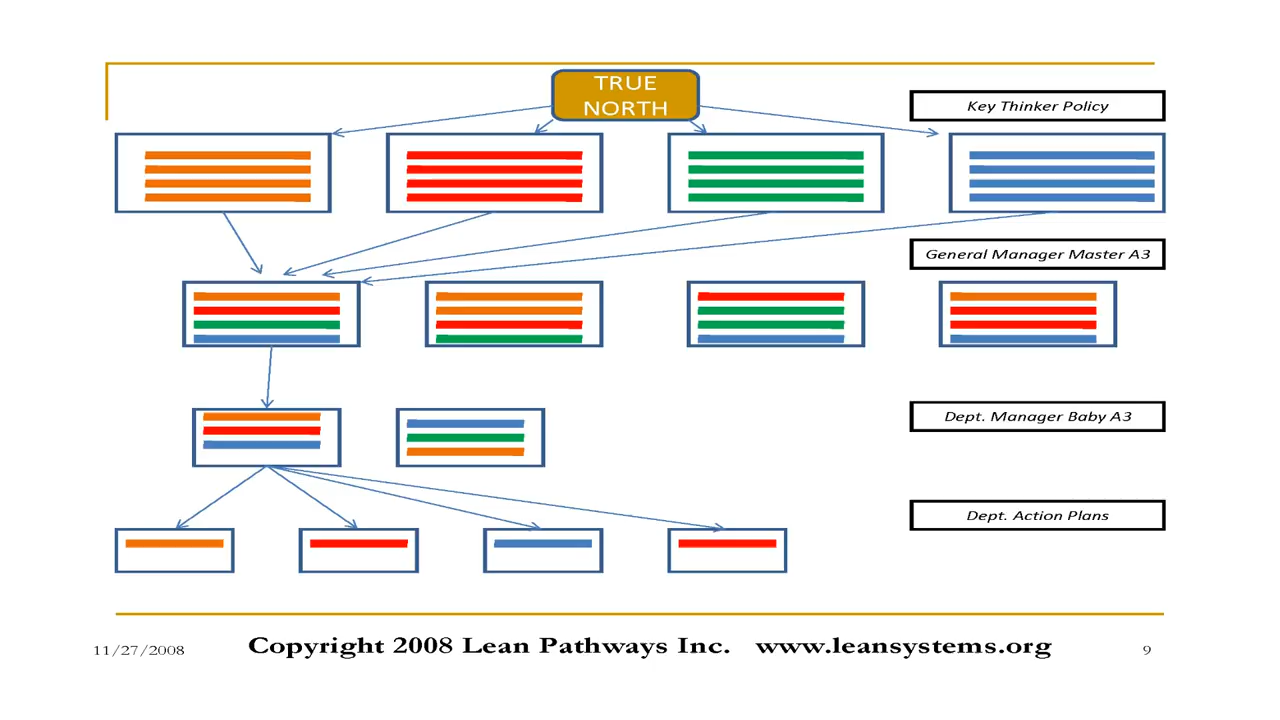 TRUE
NORTH
Key Thinker Policy
General Manager Master A3
Dept. Manager Baby A3
Dept. Action Plans
11/27/2008
Copyright 2008 Lean Pathways Inc. www.leansystems.org
9